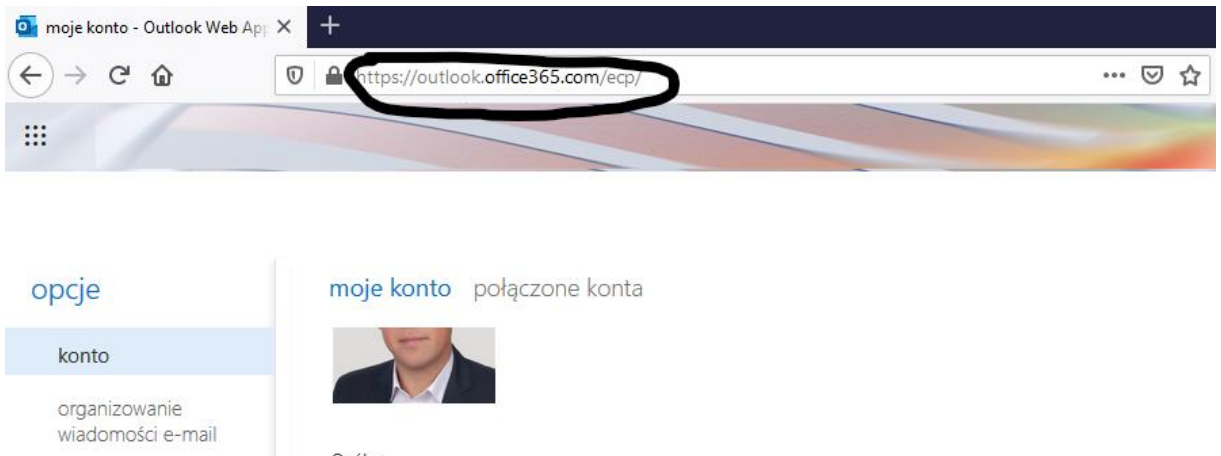 moje konto - Outlook Web App
https://outlook.office365.com/ecp/
opcje
moje konto połączone konta
konto
organizowanie
wiadomości e-mail